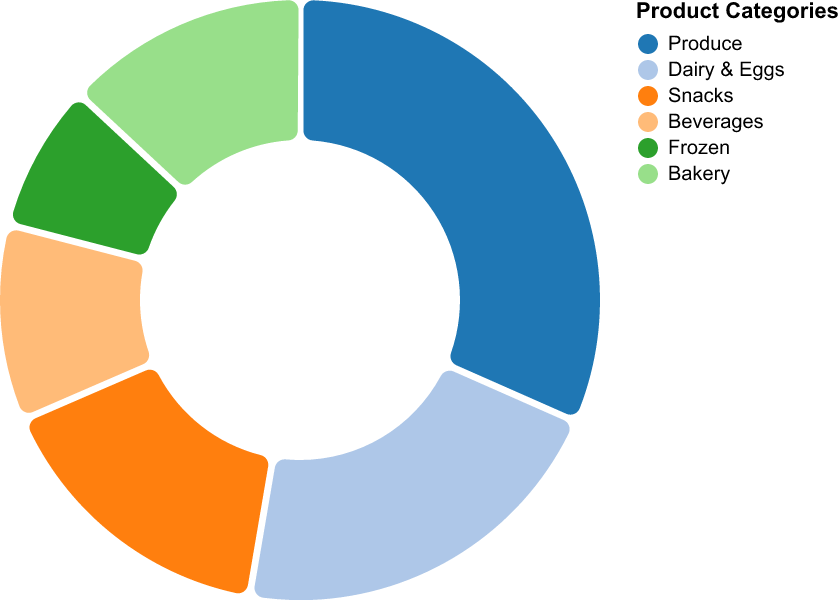 Product Categories
Produce
Dairy & Eggs
Snacks
Beverages
Frozen
Bakery